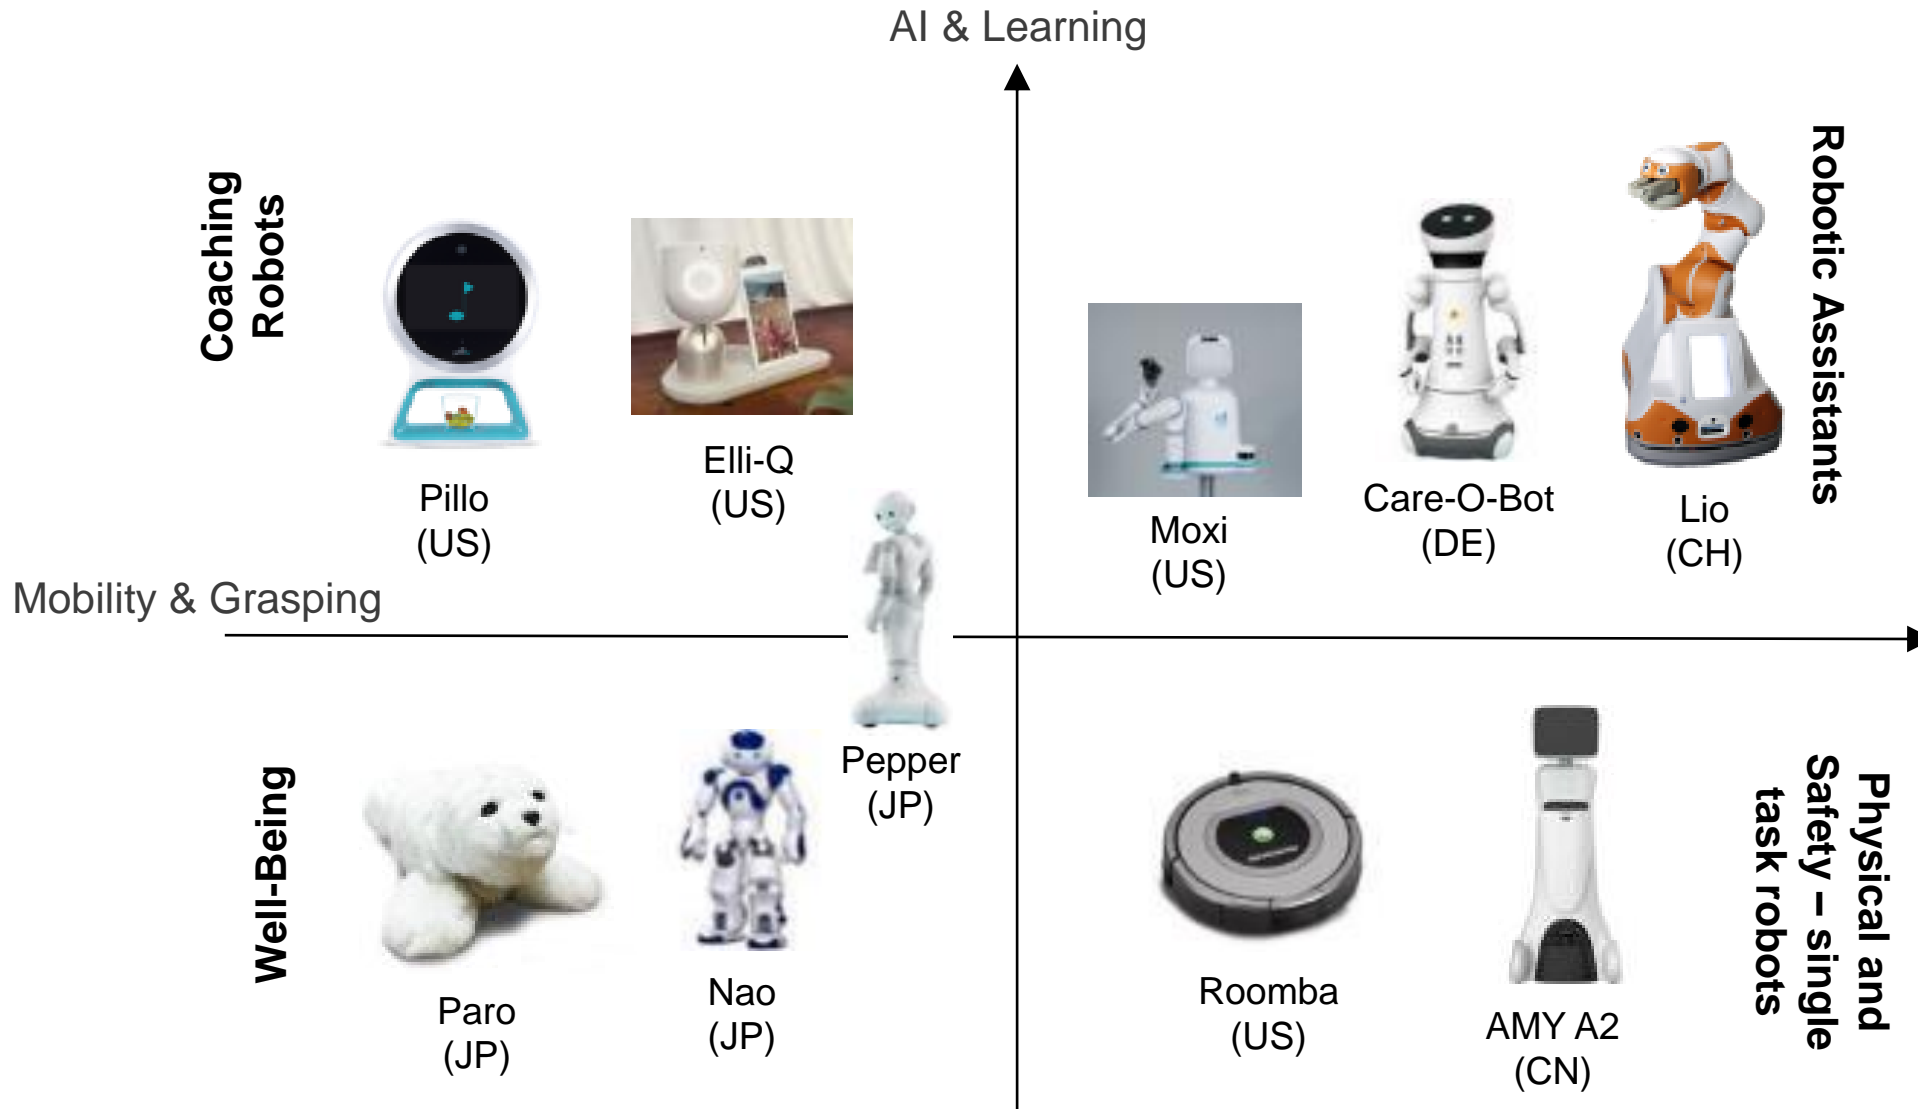 AI & Learning
Coaching
Robots
Robotic Assistants
Pillo
(US)
Elli-Q
(US)
Moxi
(US)
Care-O-Bot
(DE)
Lio
(CH)
Mobility & Grasping
Pepper
(JP)
Well-Being
Paro
(JP)
Nao
(JP)
Roomba
(US)
AMY A2
(CN)
Physical and
Safety – single
task robots